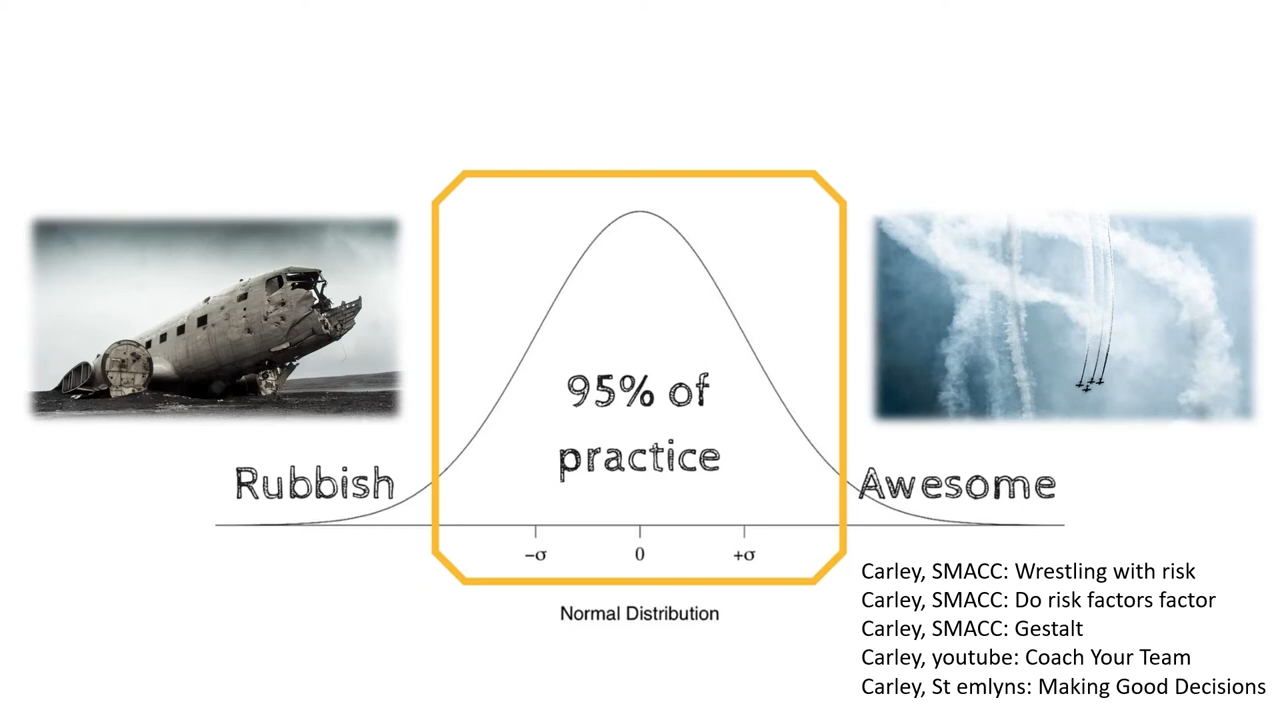 95% of
practice
Rubbish
Awesome
−σ 0 +σ
Normal Distribution
Carley, SMACC: Wrestling with risk
Carley, SMACC: Do risk factors factor
Carley, SMACC: Gestalt
Carley, youtube: Coach Your Team
Carley, St emlyns: Making Good Decisions